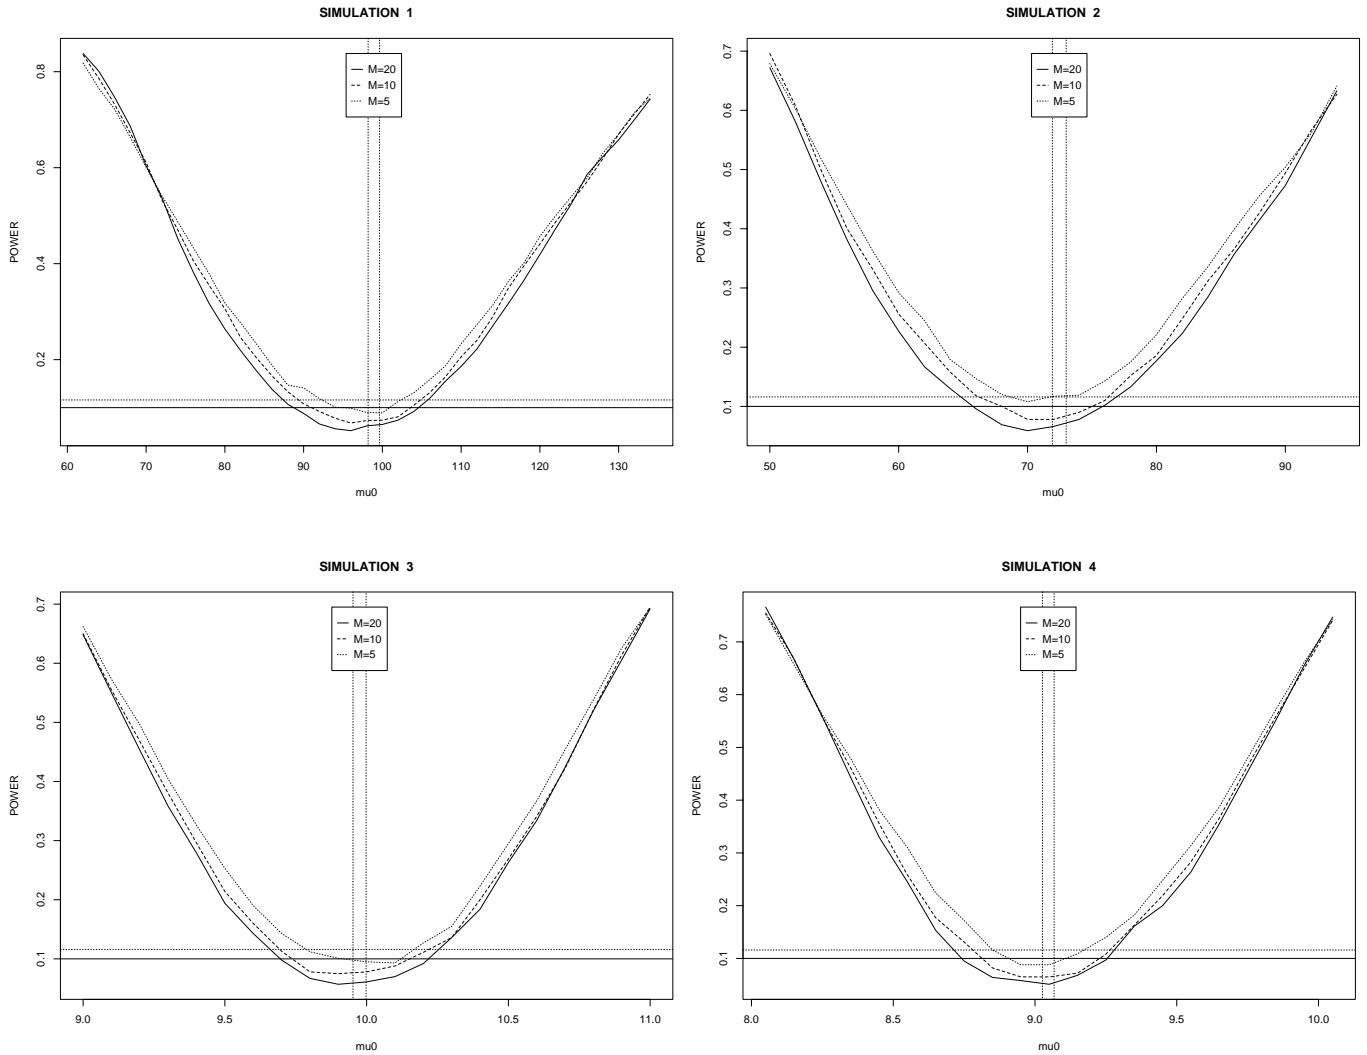 SIMULATION 1
M=20
M=10
M=5
POWER
0.2
0.4
0.6
0.8
60 70 80 90 100 110 120 130
mu0
SIMULATION 2
M=20
M=10
M=5
POWER
0.1
0.2
0.3
0.4
0.5
0.6
0.7
50 60 70 80 90
mu0
SIMULATION 3
M=20
M=10
M=5
POWER
0.1
0.2
0.3
0.4
0.5
0.6
0.7
9.0 9.5 10.0 10.5 11.0
mu0
SIMULATION 4
M=20
M=10
M=5
POWER
0.1
0.2
0.3
0.4
0.5
0.6
0.7
8.0 8.5 9.0 9.5 10.0
mu0